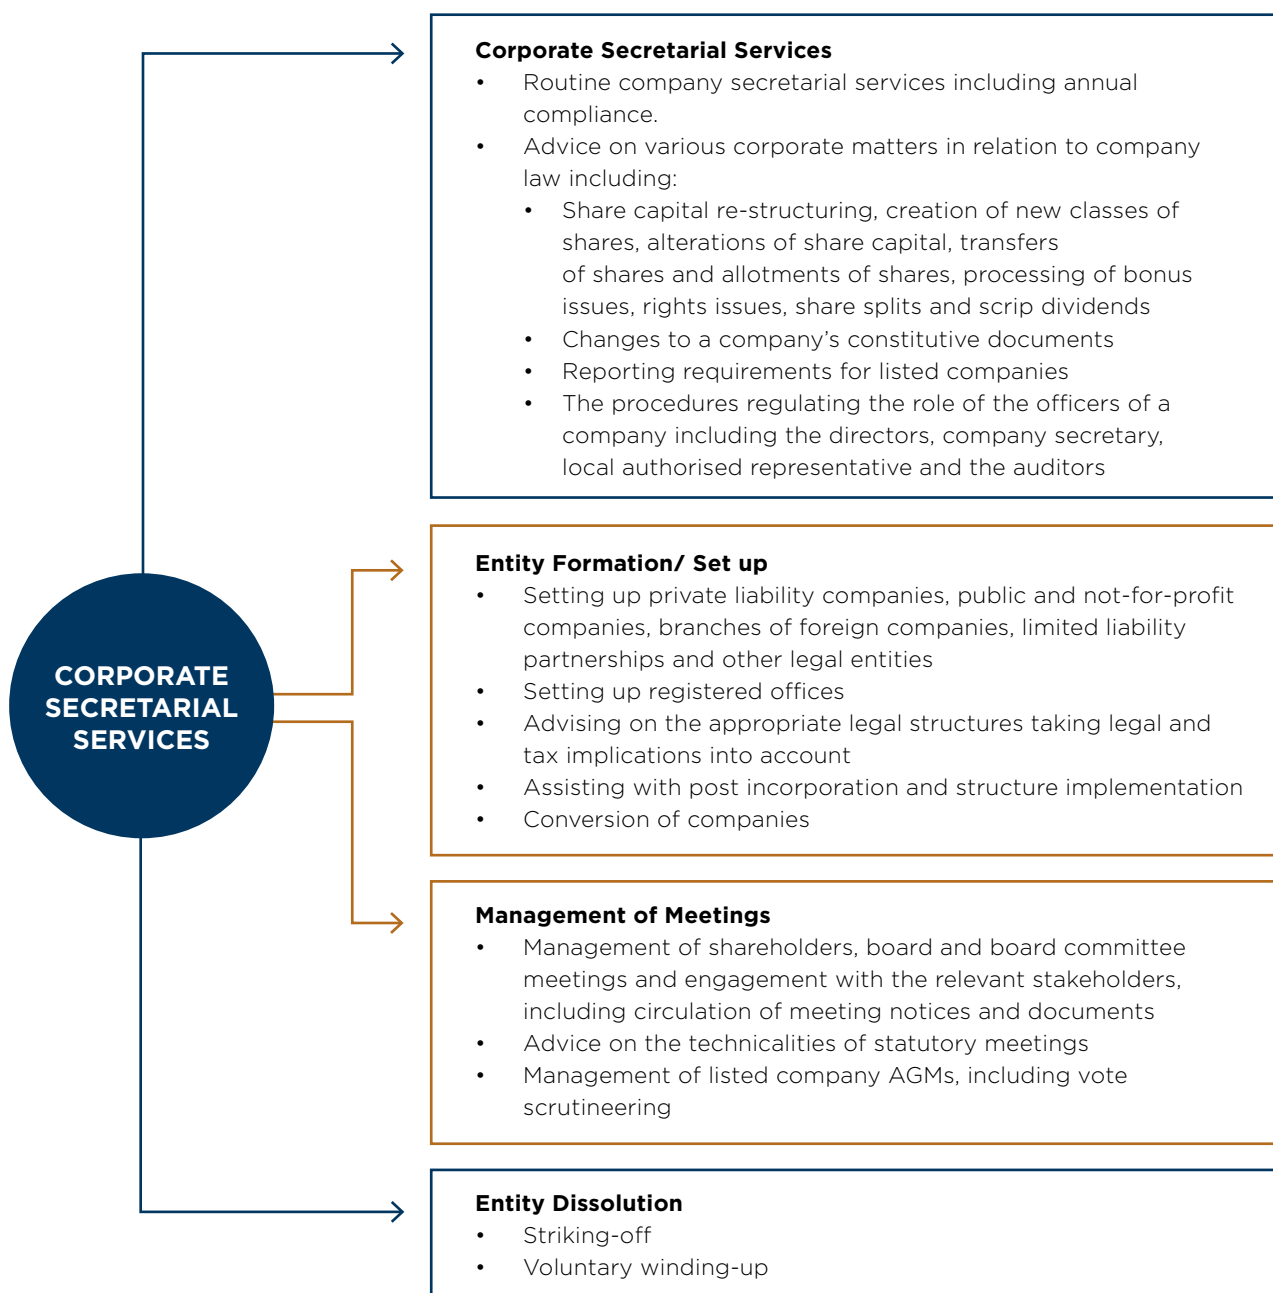 Corporate Secretarial Services
• Routine company secretarial services including annual
compliance.
• Advice on various corporate matters in relation to company
law including:
• Share capital re-structuring, creation of new classes of
shares, alterations of share capital, transfers
of shares and allotments of shares, processing of bonus
issues, rights issues, share splits and scrip dividends
• Changes to a company’s constitutive documents
• Reporting requirements for listed companies
• The procedures regulating the role of the officers of a
company including the directors, company secretary,
local authorised representative and the auditors
CORPORATE
SECRETARIAL
SERVICES
Entity Formation/ Set up
• Setting up private liability companies, public and not-for-profit
companies, branches of foreign companies, limited liability
partnerships and other legal entities
• Setting up registered offices
• Advising on the appropriate legal structures taking legal and
tax implications into account
• Assisting with post incorporation and structure implementation
• Conversion of companies
Management of Meetings
• Management of shareholders, board and board committee
meetings and engagement with the relevant stakeholders,
including circulation of meeting notices and documents
• Advice on the technicalities of statutory meetings
• Management of listed company AGMs, including vote
scrutineering
Entity Dissolution
• Striking-off
• Voluntary winding-up